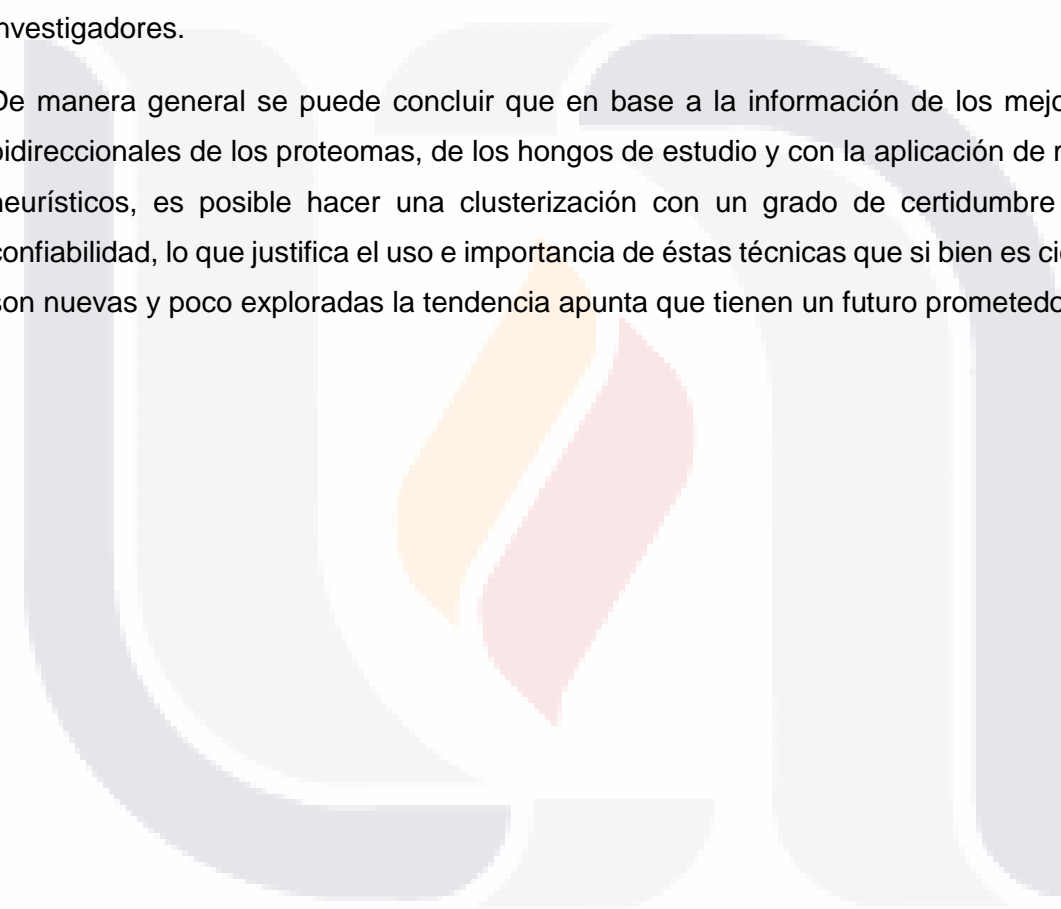 nvestigadores.
De manera general se puede concluir que en base a la información de los mejo
bidireccionales de los proteomas, de los hongos de estudio y con la aplicación de
heurísticos, es posible hacer una clusterización con un grado de certidumbre
confiabilidad, lo que justifica el uso e importancia de éstas técnicas que si bien es ci
son nuevas y poco exploradas la tendencia apunta que tienen un futuro prometedo